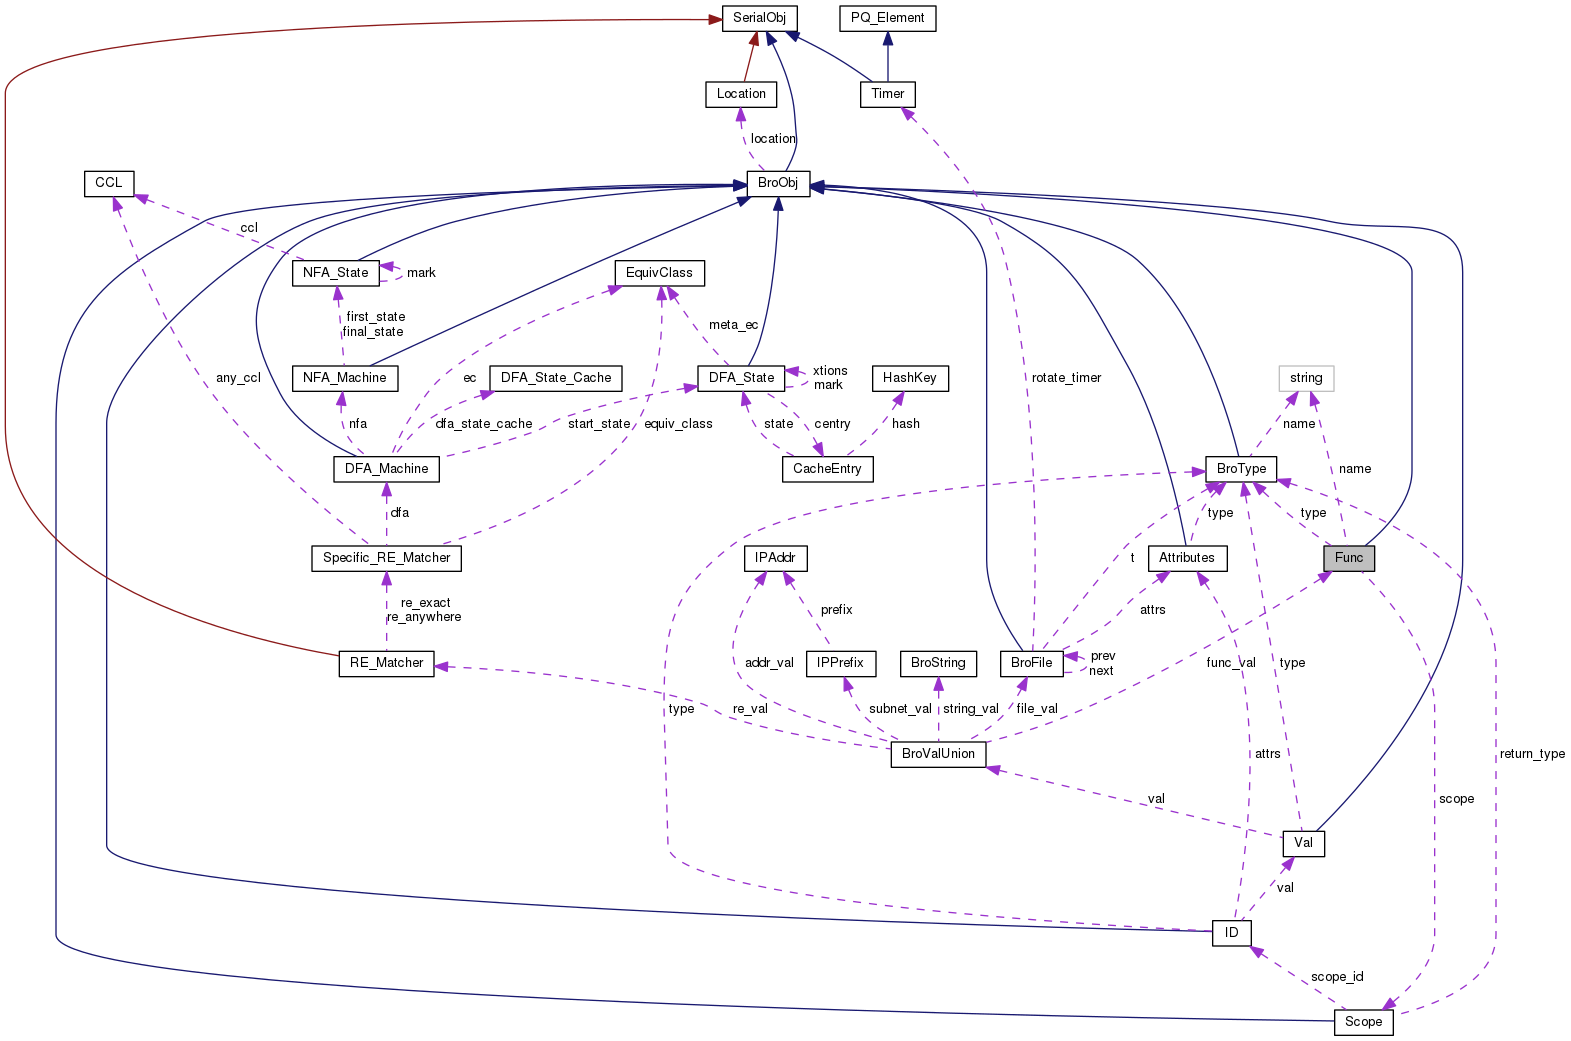 SerialObj
PQ_Element
Location
Timer
location
CCL
BroObj
ccl
NFA_State
mark
EquivClass
first_state
final_state
meta_ec
any_ccl
ec
NFA_Machine
DFA_State_Cache
DFA_State
xtions
mark
HashKey
rotate_timer
string
nfa
dfa_state_cache
start_state
equiv_class
state
centry
hash
name
DFA_Machine
CacheEntry
BroType
name
dfa
type
type
Specific_RE_Matcher
IPAddr
t
Attributes
Func
re_exact
re_anywhere
prefix
attrs
RE_Matcher
addr_val
IPPrefix
BroString
BroFile
prev
next
func_val
type
type
re_val
subnet_val
string_val
file_val
BroValUnion
attrs
return_type
val
scope
Val
val
ID
scope_id
Scope